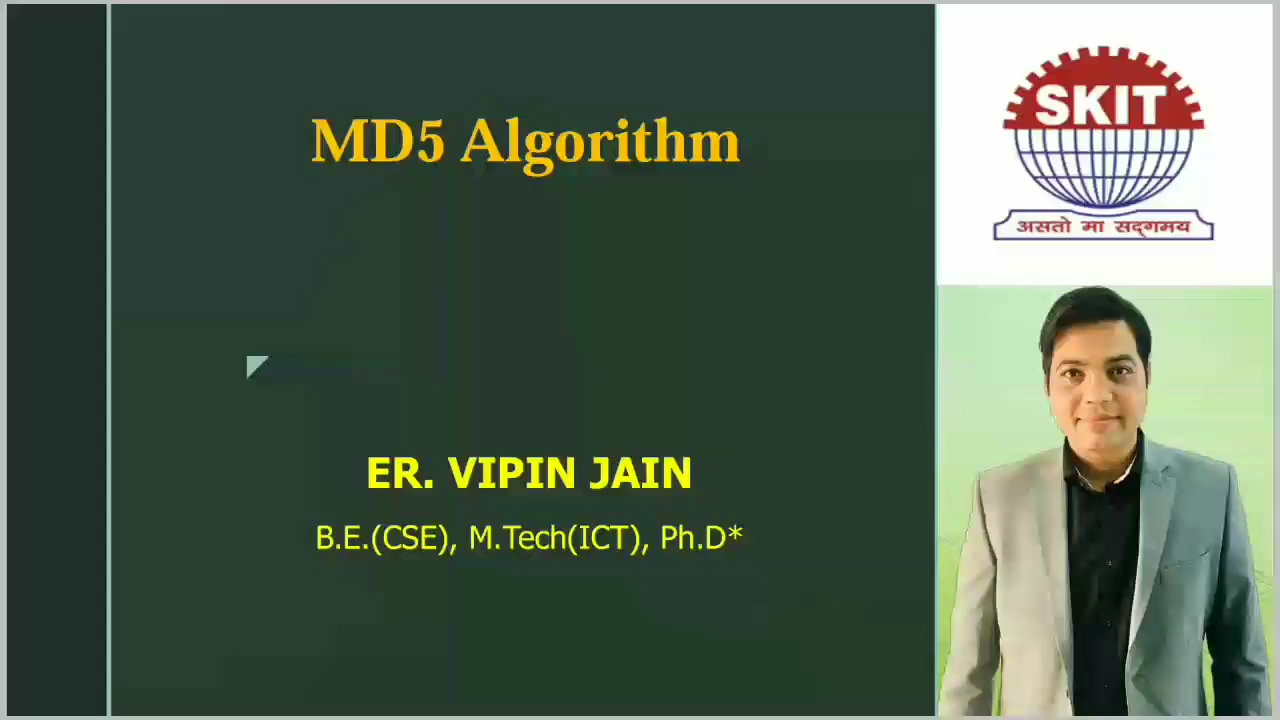 MD5 Algorithm
SKIT
असतो मा सद्गमय
ER. VIPIN JAIN
B.E.(CSE), M.Tech(ICT), Ph.D*